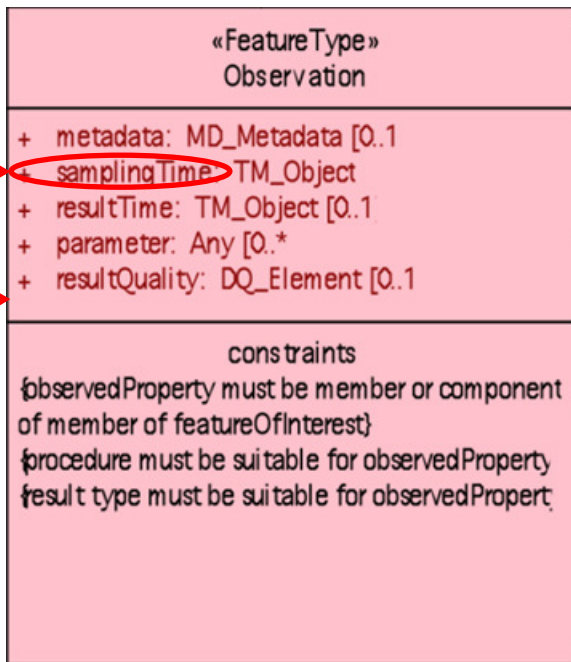 «FeatureType»
Observation
+ metadata: MD_Metadata [0..1
+ samplingTime: TM_Object
+ resultTime: TM_Object [0..1
+ parameter: Any [0..*
+ resultQuality: DQ_Element [0..1
constraints
{observedProperty must be member or component
of member of featureOfInterest}
{procedure must be suitable for observedProperty
{result type must be suitable for observedPropert